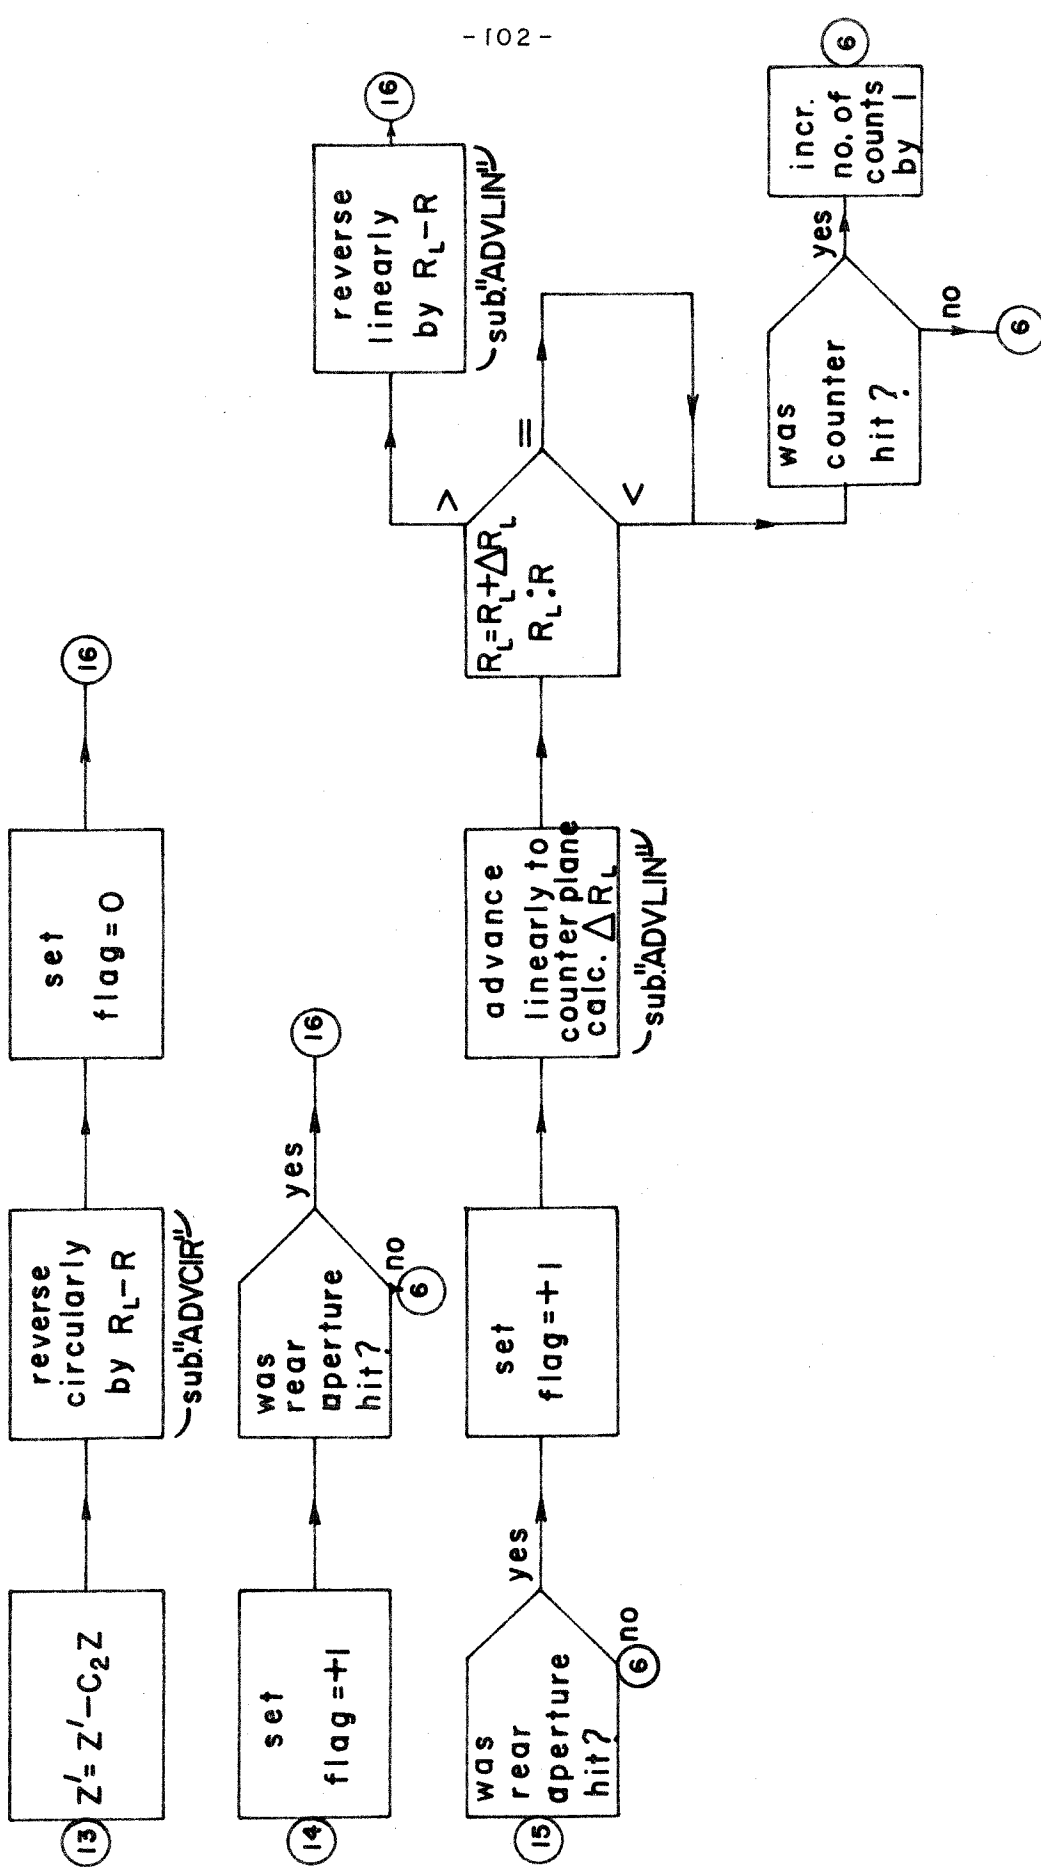 -102-
13
Z'=Z'-C₂Z
reverse
circularly
by R_L-R
(sub."ADVCIR")
set
flag=0
16
14
set
flag=+1
was
rear
aperture
hit?
yes
16
no
6
15
was
rear
aperture
hit?
no
6
yes
set
flag=+1
advance
linearly to
counter plane
calc. ΔR_L
(sub."ADVLIN")
R_L=R_L+ΔR_L
R_L:R
>
=
<
reverse
linearly
by R_L-R
(sub."ADVLIN")
16
was
counter
hit?
yes
no
6
incr.
no. of
counts
by 1
6